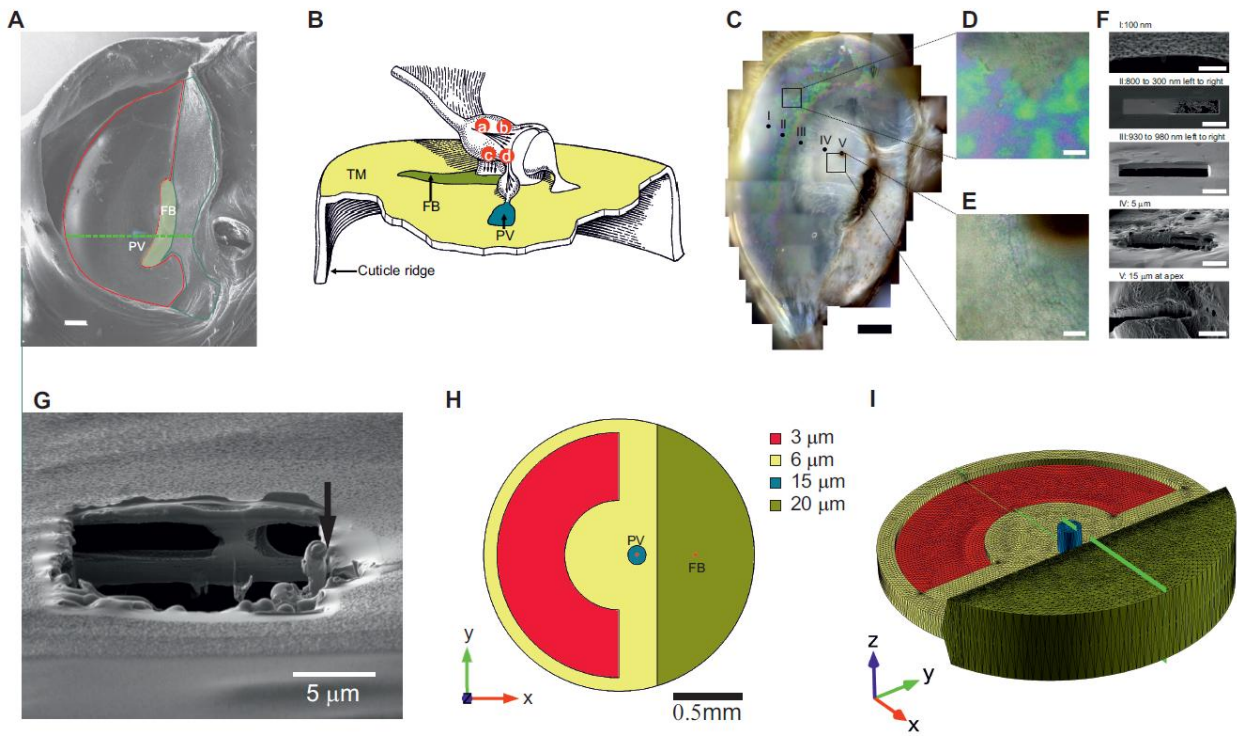 A
FB
PV
B
a
b
c
d
TM
FB
PV
Cuticle ridge
C
I
II
III
IV
V
D
E
F
I:100 nm
II:800 to 300 nm left to right
III:930 to 980 nm left to right
IV: 5 μm
V: 15 μm at apex
G
5 μm
H
PV
FB
3 μm
6 μm
15 μm
20 μm
y
x
0.5mm
I
z
y
x